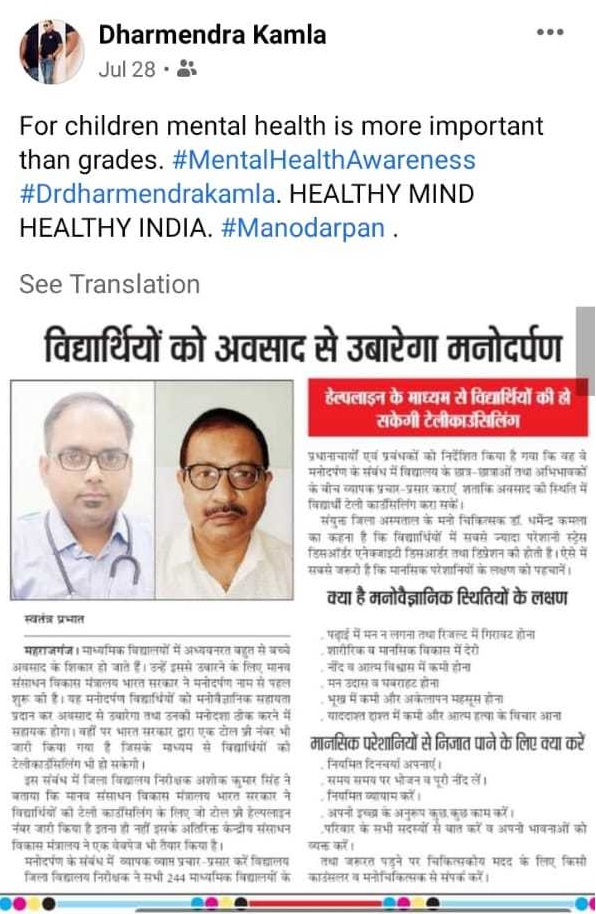 Dharmendra Kamla
Jul 28
For children mental health is more important
than grades. #MentalHealthAwareness
#Drdharmendrakamla. HEALTHY MIND
HEALTHY INDIA. #Manodarpan .
See Translation
विद्यार्थियों को अवसाद से उबारेगा मनोदर्पण
स्वतंत्र प्रभात
महराजगंज। माध्यमिक विद्यालयों में अध्ययनरत बहुत से बच्चे
अवसाद के शिकार हो जाते हैं। उन्हें इससे उबारने के लिए मानव
संसाधन विकास मंत्रालय भारत सरकार ने मनोदर्पण नाम से पहल
शुरू की है। यह मनोदर्पण विद्यार्थियों को मनोवैज्ञानिक सहायता
प्रदान कर अवसाद से उबारेगा तथा उनकी मनोदशा ठीक करने में
सहायक होगा। वहीं पर भारत सरकार द्वारा एक टोल फ्री नंबर भी
जारी किया गया है जिसके माध्यम से विद्यार्थियों को
टेलीकाउंसिलिंग भी हो सकेगी।
इस संबंध में जिला विद्यालय निरीक्षक अशोक कुमार सिंह ने
बताया कि मानव संसाधन विकास मंत्रालय भारत सरकार ने
विद्यार्थियों को टेली काउंसिलिंग के लिए जो टोल फ्री हेल्पलाइन
नंबर जारी किया है इतना ही नहीं इसके अतिरिक्त केन्द्रीय संसाधन
विकास मंत्रालय ने एक वेबपेज भी तैयार किया है।
मनोदर्पण के संबंध में व्यापक व्यास प्रचार-प्रसार करें विद्यालय
जिला विद्यालय निरीक्षक ने सभी 244 माध्यमिक विद्यालयों के
हेल्पलाइन के माध्यम से विद्यार्थियों की हो
सकेगी टेलीकाउंसिलिंग
प्रधानाचार्यों एवं प्रबंधकों को निर्देशित किया है गया कि वह वे
मनोदर्पण के संबंध में विद्यालय के छात्र-छात्राओं तथा अभिभावकों
के बीच व्यापक प्रचार-प्रसार कराएं शताकि अवसाद की स्थिति में
विद्यार्थी टेली काउंसिलिंग करा सकें।
संयुक्त जिला अस्पताल के मनो चिकित्सक डॉ. धर्मेन्द्र कमला
का कहना है कि विद्यार्थियों में सबसे ज्यादा परेशानी स्ट्रेस
डिसऑर्डर एनेक्जाइटी डिसआर्डर तथा डिप्रेशन की होती है। ऐसे में
सबसे जरूरी है कि मानसिक परेशानियों के लक्षण को पहचानें।
क्या है मनोवैज्ञानिक स्थितियों के लक्षण
. पढ़ाई में मन न लगना तथा रिजल्ट में गिरावट होना
. शारीरिक व मानसिक विकास में देरी
. नींद व आत्म विश्वास में कमी होना
. मन उदास व घबराहट होना
. भूख में कमी और अकेलापन महसूस होना
. याददाश्त हाश्त में कमी और आत्म हत्या के विचार आना
मानसिक परेशानियों से निजात पाने के लिए क्या करें
. नियमित दिनचर्या अपनाएं।
. समय समय पर भोजन व पूरी नींद लें।
. नियमित व्यायाम करें।
. अपनी इच्छा के अनुरूप कुछ कुछ काम करें।
.परिवार के सभी सदस्यों से बात करें व अपनी भावनाओं को
व्यक्त करें।
तथा जरूरत पड़ने पर चिकित्सकीय मदद के लिए किसी
काउंसलर व मनोचिकित्सक से संपर्क करें।